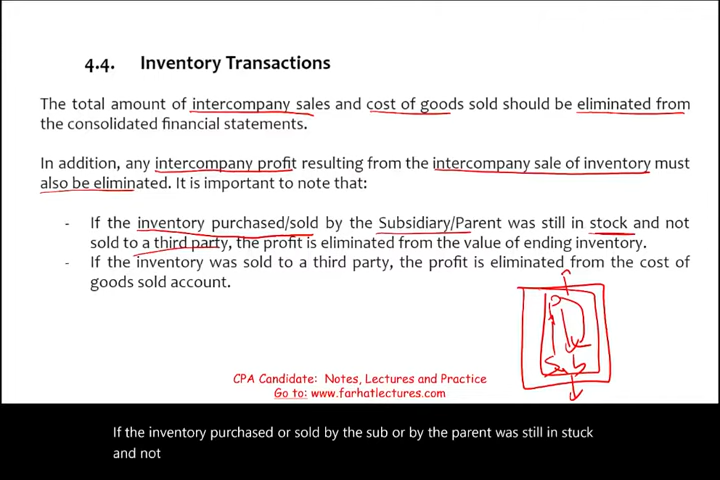 4.4. Inventory Transactions
The total amount of intercompany sales and cost of goods sold should be eliminated from
the consolidated financial statements.
In addition, any intercompany profit resulting from the intercompany sale of inventory must
also be eliminated. It is important to note that:
- If the inventory purchased/sold by the Subsidiary/Parent was still in stock and not
sold to a third party, the profit is eliminated from the value of ending inventory.
- If the inventory was sold to a third party, the profit is eliminated from the cost of
goods sold account.
P
Sub
CPA Candidate: Notes, Lectures and Practice
Go to: www.farhatlectures.com
If the inventory purchased or sold by the sub or by the parent was still in stuck
and not